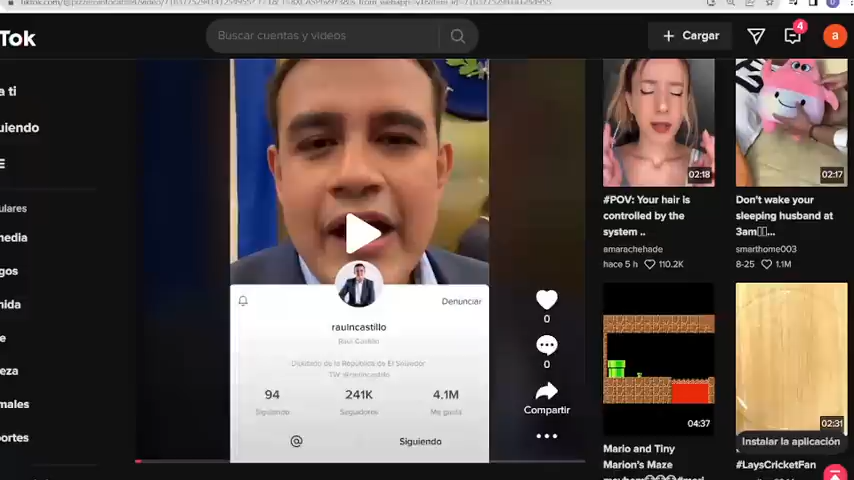 Tok
Buscar cuentas y videos
Cargar
4
a
a ti
uiendo
E
ulares
media
gos
nida
e
eza
males
ortes
Denunciar
raulncastillo
Raúl Castillo
Diputado de la República de El Salvador
TW @raulncastillo
94
241K
4.1M
Siguiendo
Seguidores
Me gusta
@
Siguiendo
0
0
Compartir
02:18
#POV: Your hair is
controlled by the
system ..
amarachehade
hace 5 h
110.2K
02:17
Don't wake your
sleeping husband at
3am
smarthome003
8-25
1.1M
04:37
Mario and Tiny
Marion's Maze
02:31
Instalar la aplicación
#LaysCricketFan